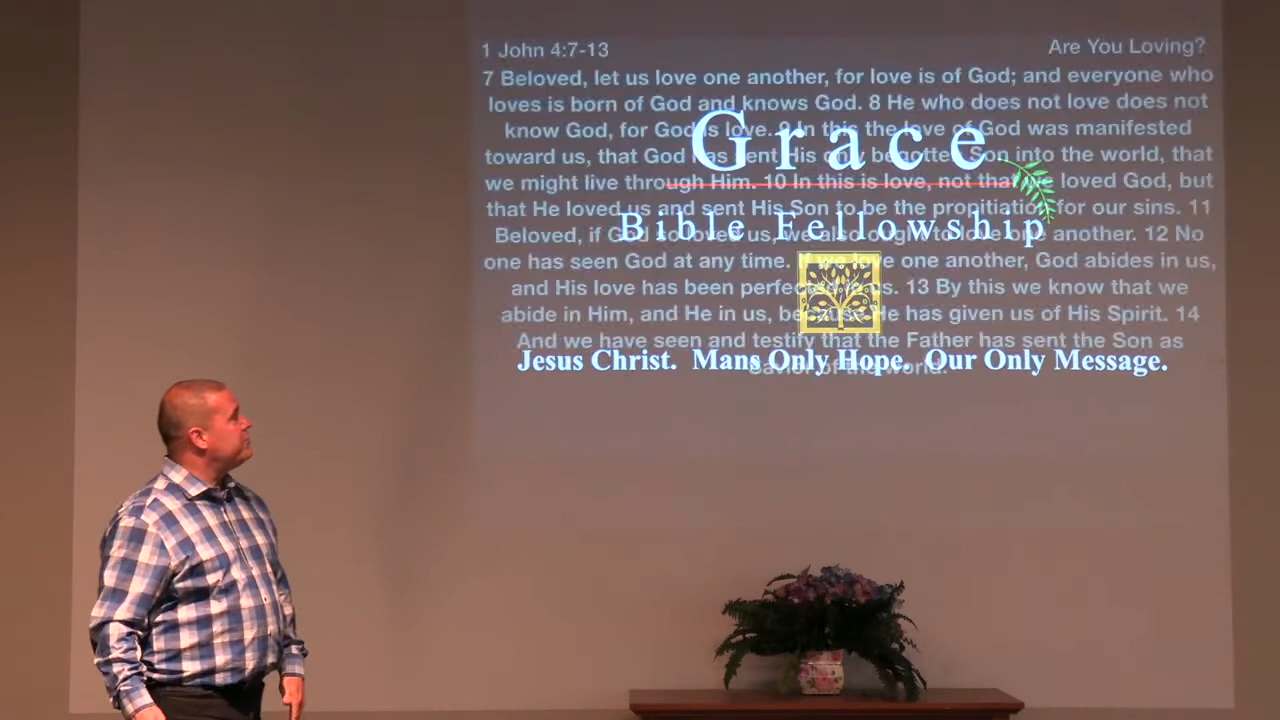 1 John 4:7-13 Are You Loving?
7 Beloved, let us love one another, for love is of God; and everyone who
loves is born of God and knows God. 8 He who does not love does not
know God, for God is love. 9 In this the love of God was manifested
Grace
toward us, that God has sent His only begotten Son into the world, that
we might live through Him. 10 In this is love, not that we loved God, but
that He loved us and sent His Son to be the propitiation for our sins. 11
Bible Fellowship
Beloved, if God so loved us, we also ought to love one another. 12 No
one has seen God at any time. If we love one another, God abides in us,
and His love has been perfected in us. 13 By this we know that we
abide in Him, and He in us, because He has given us of His Spirit. 14
And we have seen and testify that the Father has sent the Son as
Jesus Christ. Mans Only Hope. Our Only Message.
Savior of the world.